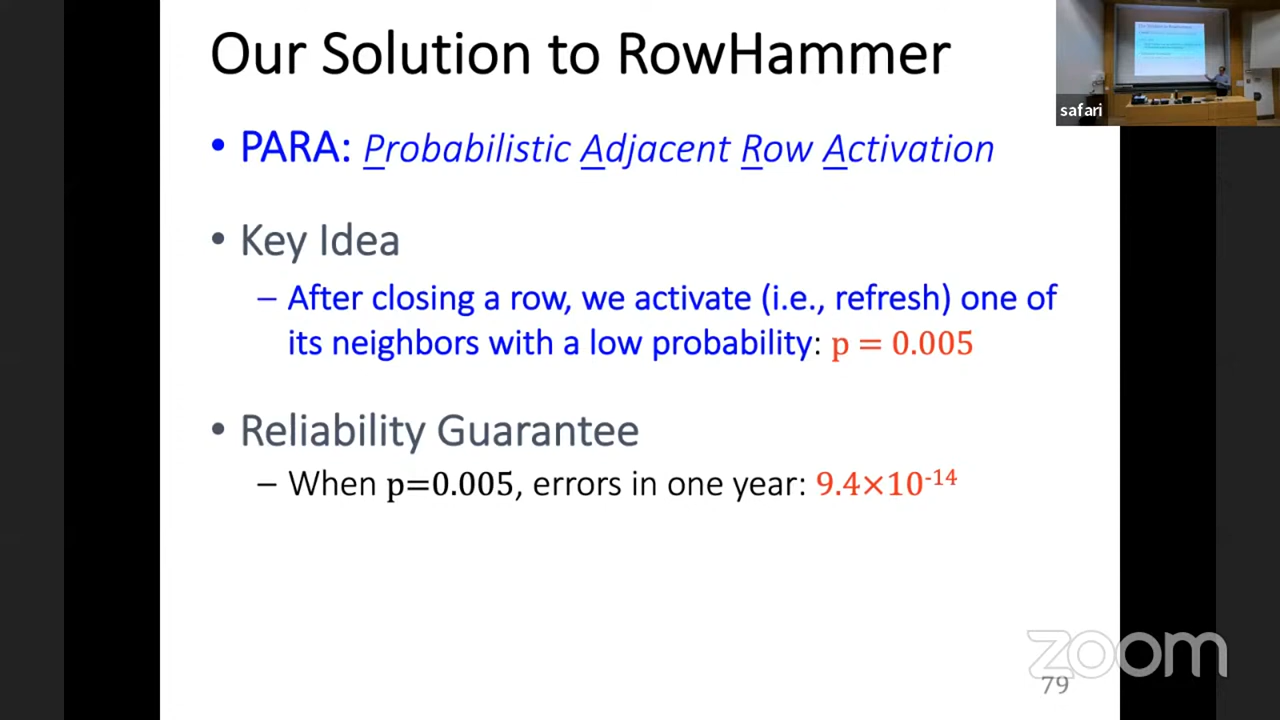 Our Solution to RowHammer
safari
• PARA: Probabilistic Adjacent Row Activation
• Key Idea
– After closing a row, we activate (i.e., refresh) one of
its neighbors with a low probability: p = 0.005
• Reliability Guarantee
– When p=0.005, errors in one year: 9.4×10⁻¹⁴
zoom
79